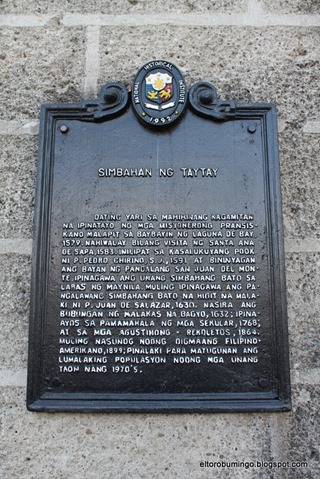 NATIONAL HISTORICAL INSTITUTE
1992
SIMBAHAN NG TAYTAY
DATING YARI SA MAHIHINANG KAGAMITAN
NA IPINATAYO NG MGA MISYONERONG PRANSIS-
KANO MALAPIT SA BAYBAYIN NG LAGUNA DE BAY,
1579. NAHIWALAY BILANG VISITA NG SANTA ANA
DE SAPA, 1583. INILIPAT SA KASALUKUYANG POOK
NI P. PEDRO CHIRINO, S.J., 1591 AT BININYAGAN
ANG BAYAN NG PANGALANG SAN JUAN DEL MON-
TE. IPINAGAWA ANG UNANG SIMBAHANG BATO SA
LABAS NG MAYNILA. MULING IPINAGAWA ANG PA-
NGALAWANG SIMBAHANG BATO NA HIGIT NA MALA-
KI NI P. JUAN DE SALAZAR, 1630. NASIRA ANG
BUBUNGAN NG MALAKAS NA BAGYO, 1632; IPINA-
AYOS SA PAMAMAHALA NG MGA SEKULAR, 1768,
AT SA MGA AGUSTINONG - REKOLETOS, 1864.
MULING NASUNOG NOONG DIGMAANG FILIPINO-
AMERIKANO, 1899; PINALAKI PARA MATUGUNAN ANG
LUMALAKING POPULASYON NOONG MGA UNANG
TAON NANG 1970'S.
eltorobumingo.blogspot.com